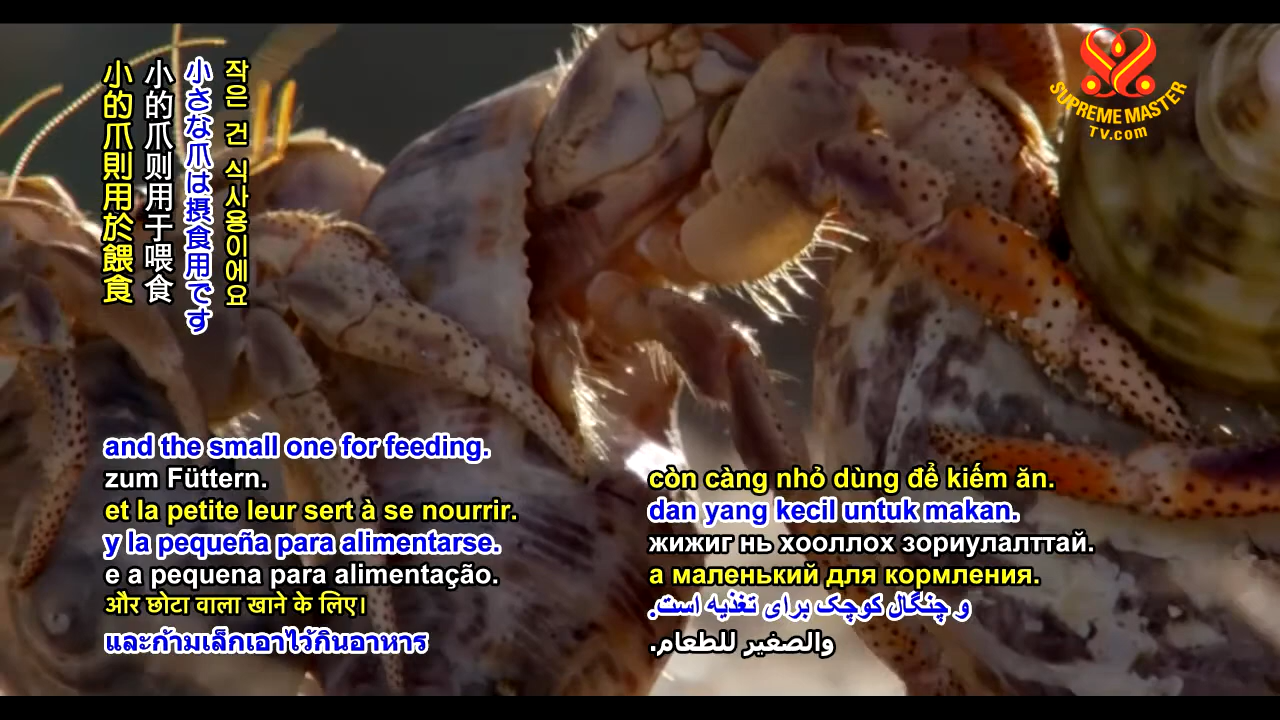 小的爪則用於餵食
小的爪则用于喂食
小さな爪は摂食用です
작은 건 식사용이에요
SUPREME MASTER
TV.com
and the small one for feeding.
zum Füttern.
et la petite leur sert à se nourrir.
y la pequeña para alimentarse.
e a pequena para alimentação.
और छोटा वाला खाने के लिए।
และก้ามเล็กเอาไว้กินอาหาร
còn càng nhỏ dùng để kiếm ăn.
dan yang kecil untuk makan.
жижиг нь хооллох зориулалттай.
а маленький для кормления.
و چنگال کوچک برای تغذیه است.
والصغير للطعام.